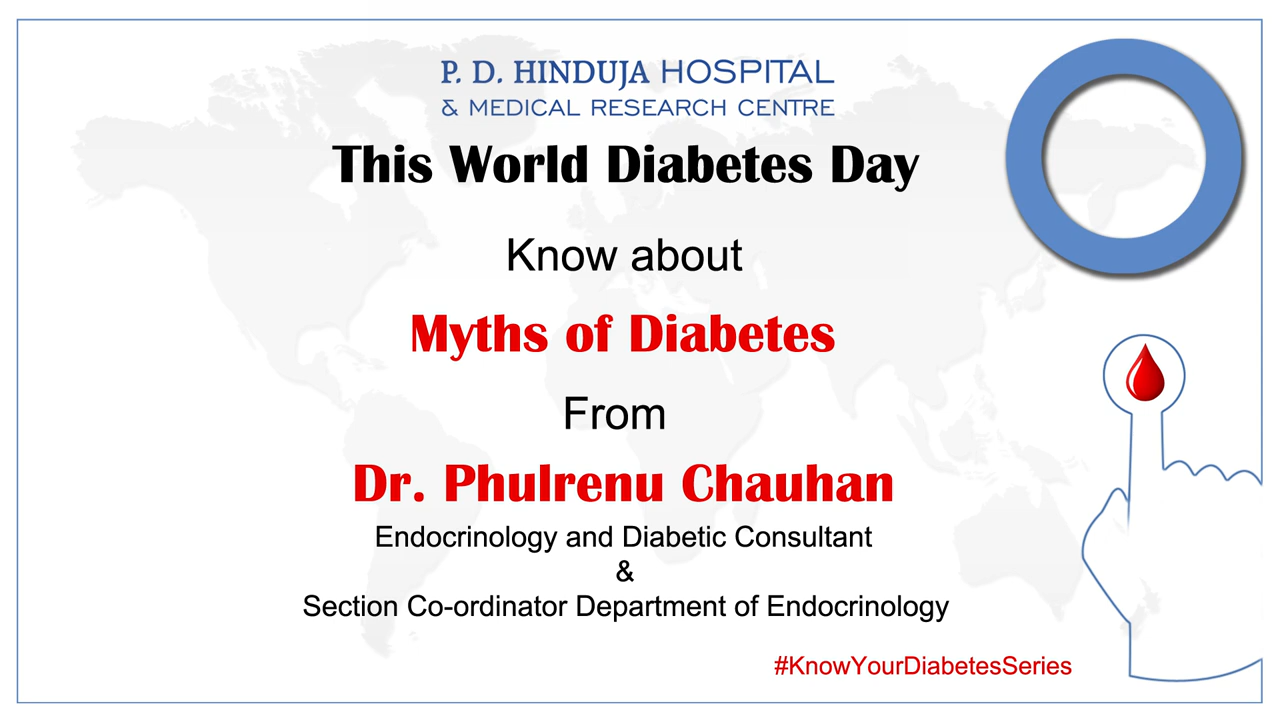 P. D. HINDUJA HOSPITAL
& MEDICAL RESEARCH CENTRE
This World Diabetes Day
Know about
Myths of Diabetes
From
Dr. Phulrenu Chauhan
Endocrinology and Diabetic Consultant
&
Section Co-ordinator Department of Endocrinology
#KnowYourDiabetesSeries